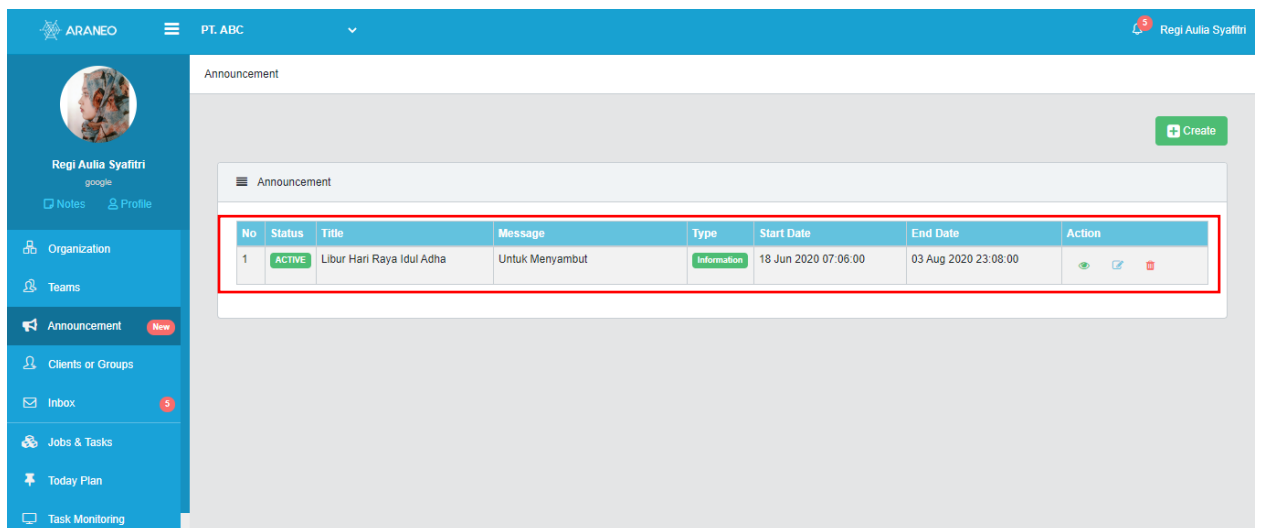 ARANEO PT. ABC 5 Regi Aulia Syafitri
Announcement
Create
Regi Aulia Syafitri
google
Notes Profile
Announcement
No Status Title Message Type Start Date End Date Action
1 ACTIVE Libur Hari Raya Idul Adha Untuk Menyambut Information 18 Jun 2020 07:06:00 03 Aug 2020 23:08:00
Organization
Teams
Announcement New
Clients or Groups
Inbox 5
Jobs & Tasks
Today Plan
Task Monitoring